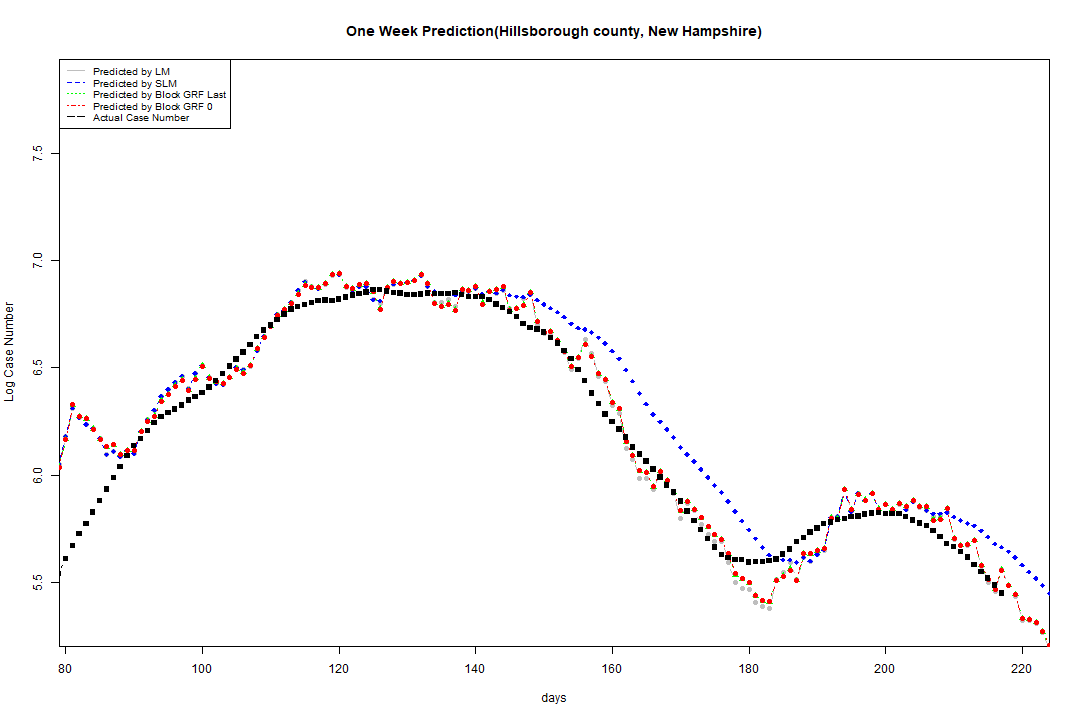 One Week Prediction(Hillsborough county, New Hampshire)
Predicted by LM
Predicted by SLM
Predicted by Block GRF Last
Predicted by Block GRF 0
Actual Case Number
7.5
7.0
6.5
6.0
5.5
Log Case Number
80 100 120 140 160 180 200 220
days